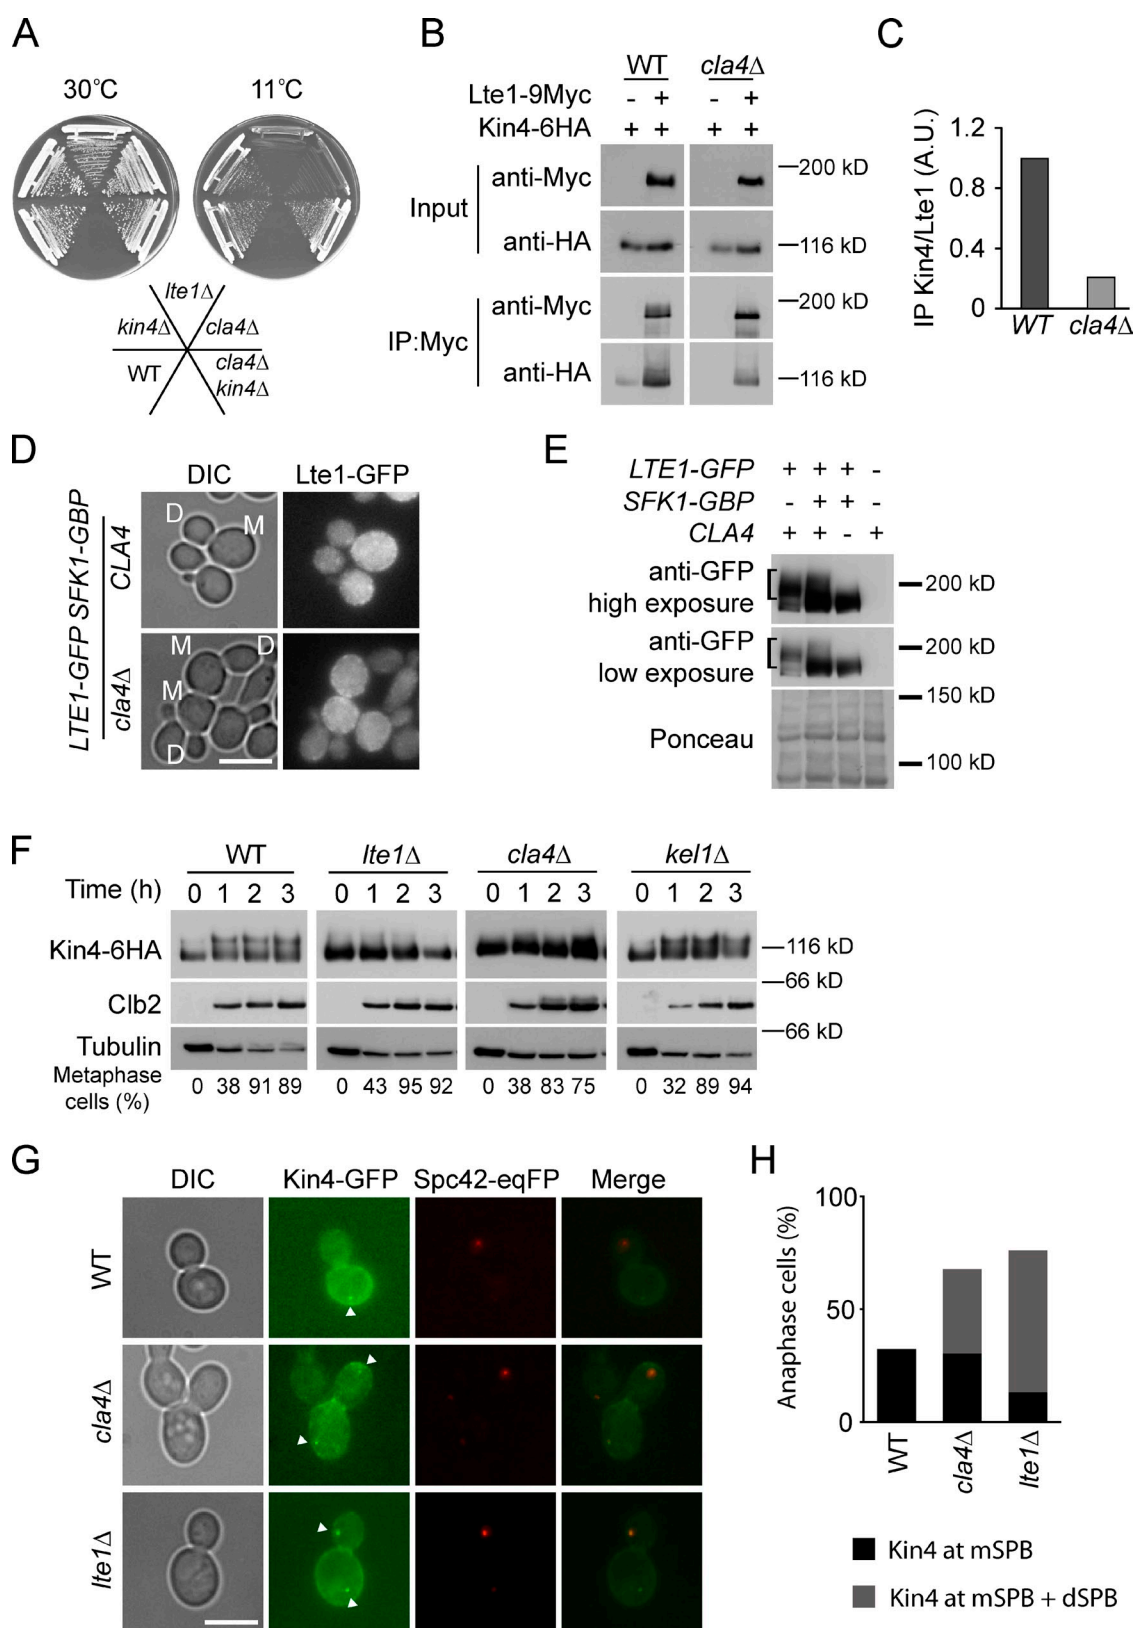 A
30°C 11°C
lte1Δ
kin4Δ cla4Δ
WT cla4Δ
kin4Δ
B
WT cla4Δ
Lte1-9Myc - + - +
Kin4-6HA + + + +
Input
anti-Myc —200 kD
anti-HA —116 kD
IP:Myc
anti-Myc —200 kD
anti-HA —116 kD
C
IP Kin4/Lte1 (A.U.)
1.2
0.8
0.4
0
WT cla4Δ
D
DIC Lte1-GFP
LTE1-GFP SFK1-GBP
CLA4
D M
cla4Δ
M D
M
D
E
LTE1-GFP + + + -
SFK1-GBP - + + -
CLA4 + + - +
anti-GFP
high exposure
200 kD
anti-GFP
low exposure
200 kD
150 kD
Ponceau
100 kD
F
WT lte1Δ cla4Δ kel1Δ
Time (h) 0 1 2 3 0 1 2 3 0 1 2 3 0 1 2 3
Kin4-6HA —116 kD
—66 kD
Clb2
—66 kD
Tubulin
Metaphase
cells (%)
0 38 91 89 0 43 95 92 0 38 83 75 0 32 89 94
G
DIC Kin4-GFP Spc42-eqFP Merge
WT
cla4Δ
lte1Δ
H
Anaphase cells (%)
100
50
0
WT cla4Δ lte1Δ
Kin4 at mSPB
Kin4 at mSPB + dSPB